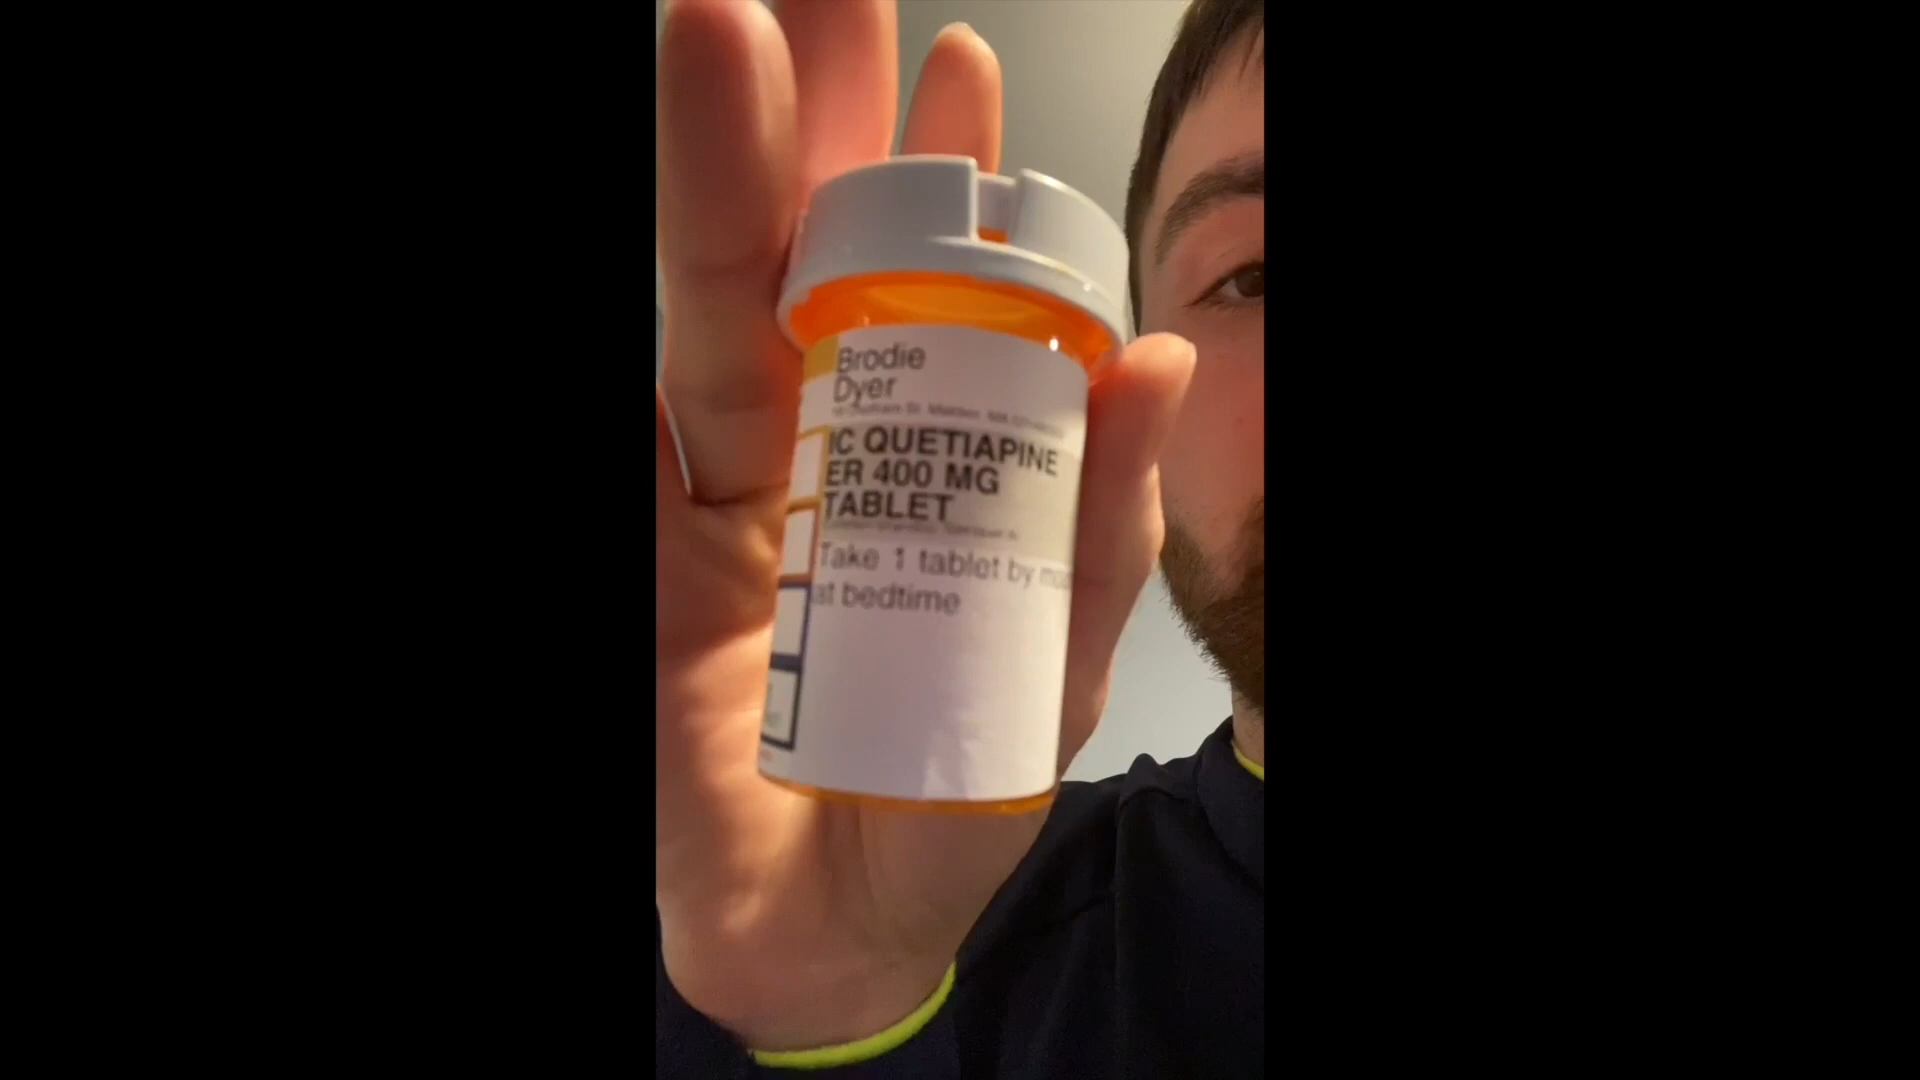 Brodie
Dyer
IC QUETIAPINE
ER 400 MG
TABLET
Take 1 tablet by
at bedtime